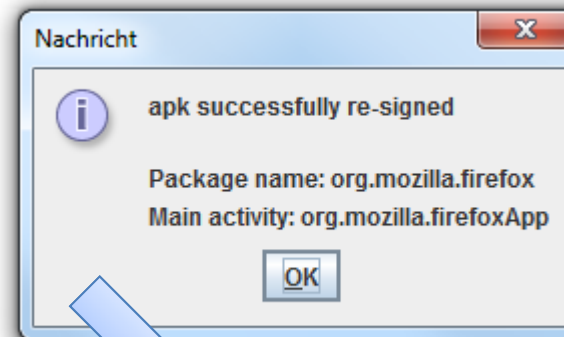 Nachricht
apk successfully re-signed
Package name: org.mozilla.firefox
Main activity: org.mozilla.firefoxApp
OK